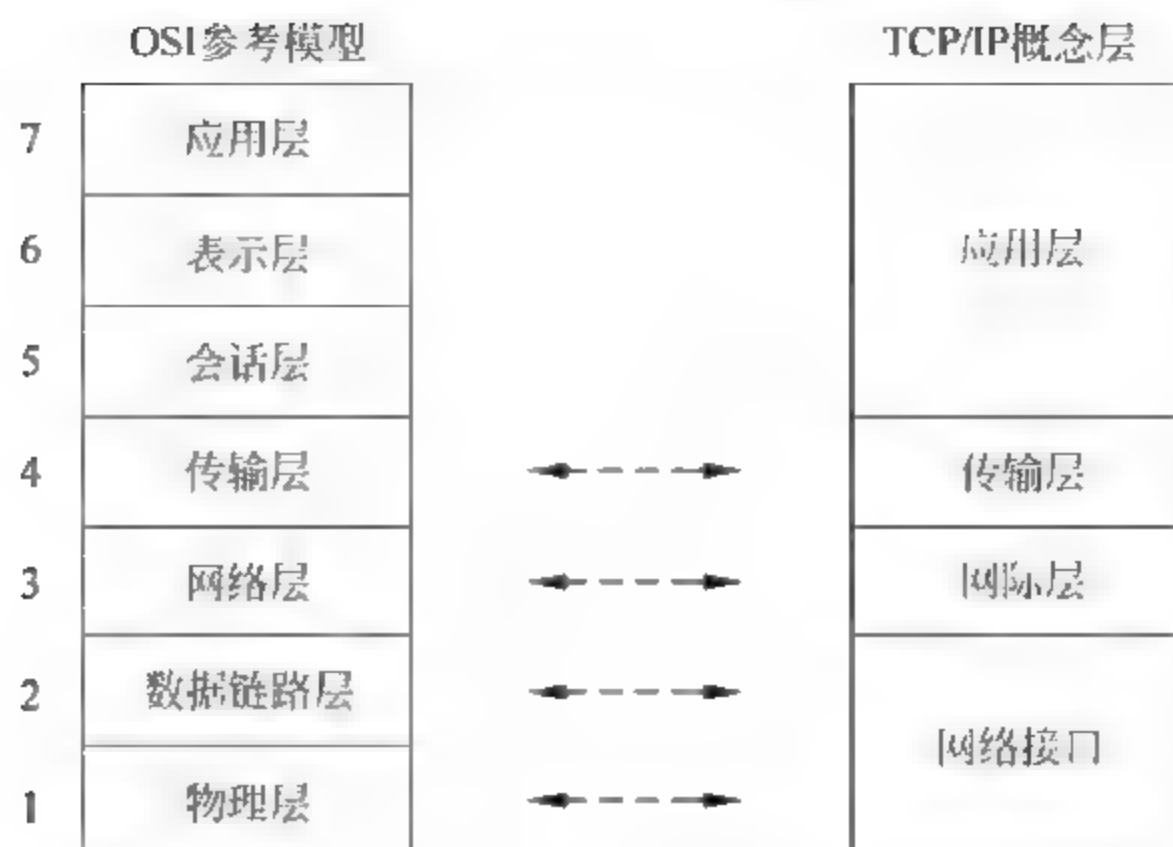 OSI参考模型
TCP/IP概念层
7
应用层
6
表示层
5
会话层
应用层
4
传输层
传输层
3
网络层
网际层
2
数据链路层
1
物理层
网络接口